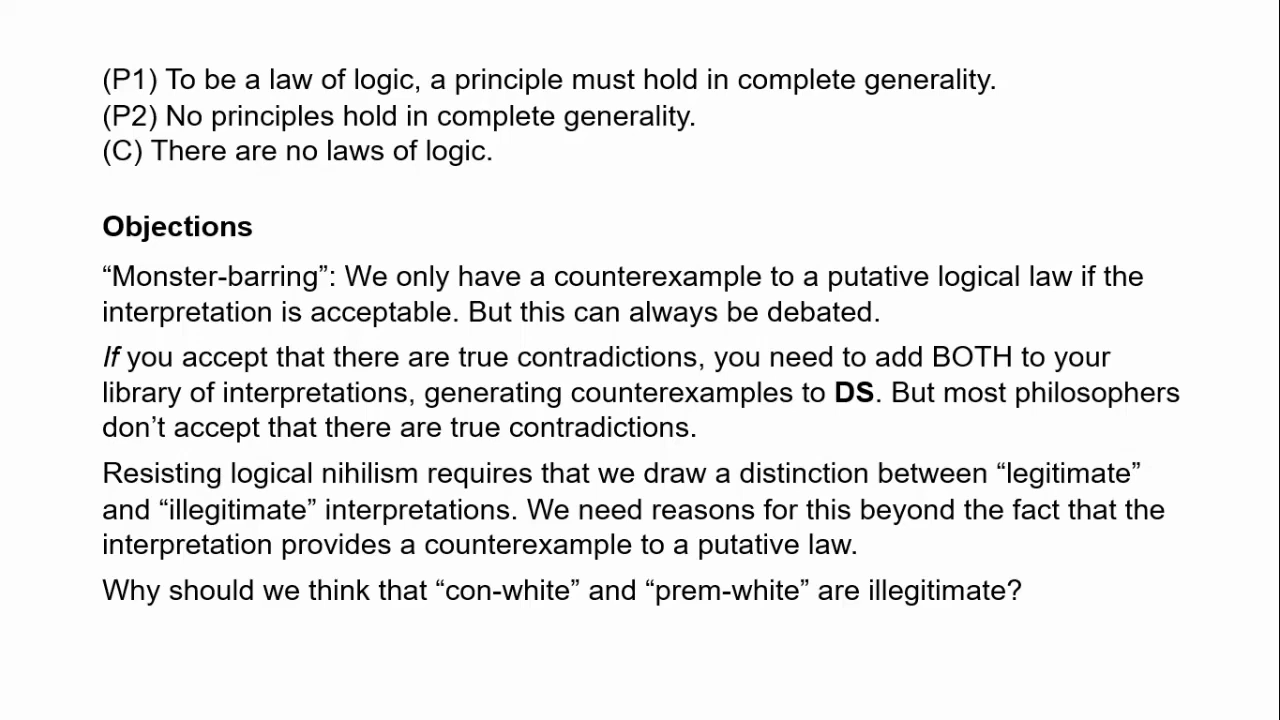 (P1) To be a law of logic, a principle must hold in complete generality.
(P2) No principles hold in complete generality.
(C) There are no laws of logic.
Objections
“Monster-barring”: We only have a counterexample to a putative logical law if the
interpretation is acceptable. But this can always be debated.
If you accept that there are true contradictions, you need to add BOTH to your
library of interpretations, generating counterexamples to DS. But most philosophers
don’t accept that there are true contradictions.
Resisting logical nihilism requires that we draw a distinction between “legitimate”
and “illegitimate” interpretations. We need reasons for this beyond the fact that the
interpretation provides a counterexample to a putative law.
Why should we think that “con-white” and “prem-white” are illegitimate?